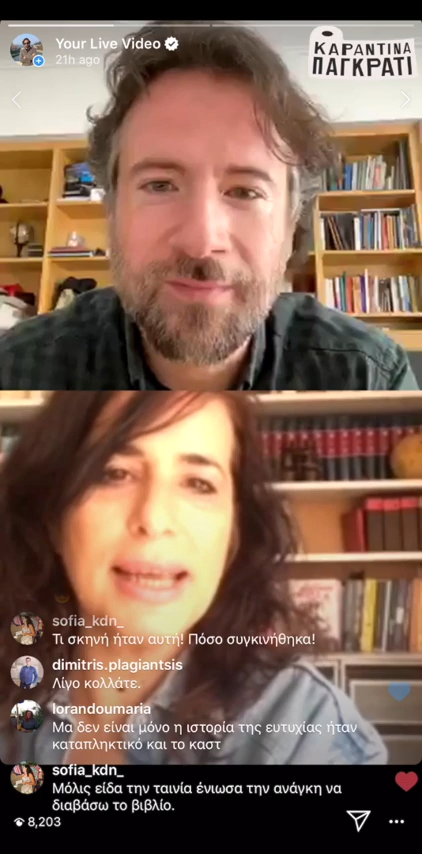 Your Live Video
21h ago
ΚΑΡΑΝΤΙΝΑ
ΠΑΓΚΡΑΤΙ
sofia_kdn_
Τι σκηνή ήταν αυτή! Πόσο συγκινήθηκα!
dimitris.plagiantsis
Λίγο κολλάτε.
lorandoumaria
Μα δεν είναι μόνο η ιστορία της ευτυχίας ήταν
καταπληκτικό και το καστ
sofia_kdn_
Μόλις είδα την ταινία ένιωσα την ανάγκη να
διαβάσω το βιβλίο.
8,203